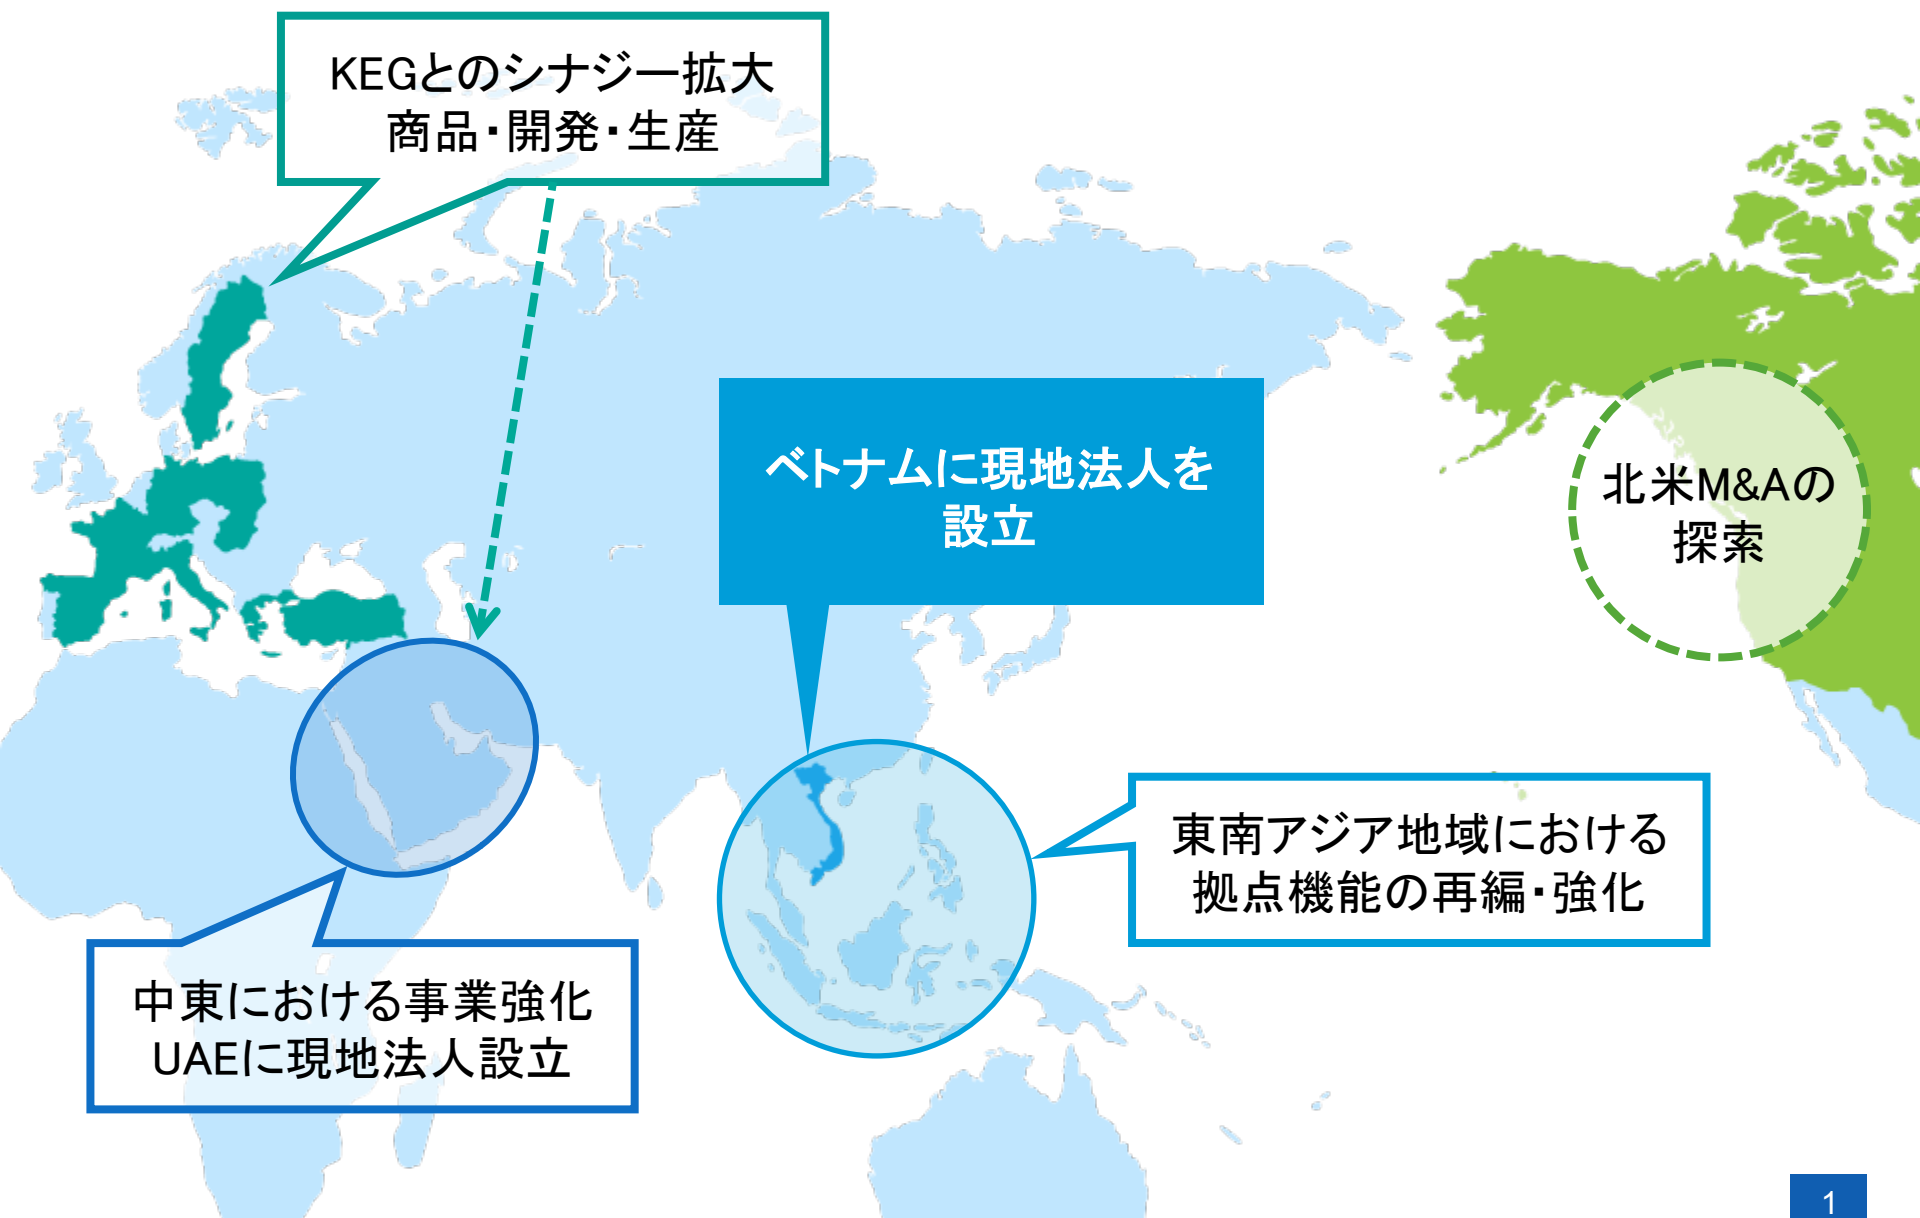 KEGとのシナジー拡大
商品・開発・生産
ベトナムに現地法人を
設立
北米M&Aの
探索
東南アジア地域における
拠点機能の再編・強化
中東における事業強化
UAEに現地法人設立
1